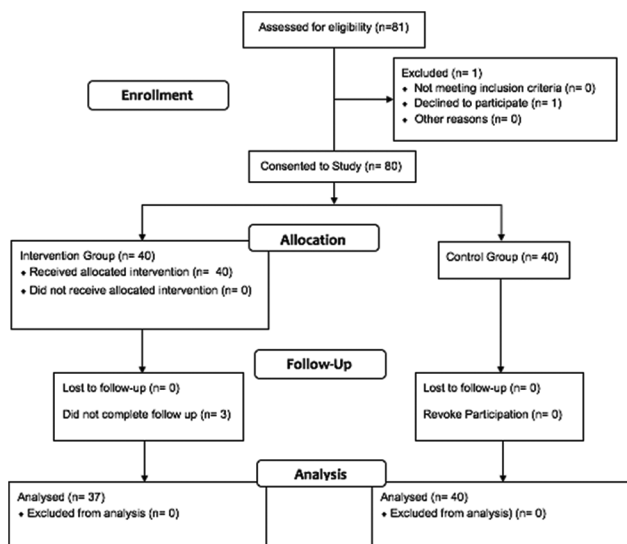 Assessed for eligibility (n=81)
Enrollment
Excluded (n= 1)
♦ Not meeting inclusion criteria (n= 0)
♦ Declined to participate (n= 1)
♦ Other reasons (n= 0)
Consented to Study (n= 80)
Allocation
Intervention Group (n= 40)
♦ Received allocated intervention (n= 40)
♦ Did not receive allocated intervention (n= 0)
Control Group (n= 40)
Follow-Up
Lost to follow-up (n= 0)
Did not complete follow up (n= 3)
Lost to follow-up (n= 0)
Revoke Participation (n= 0)
Analysis
Analysed (n= 37)
♦ Excluded from analysis (n= 0)
Analysed (n= 40)
♦ Excluded from analysis) (n= 0)